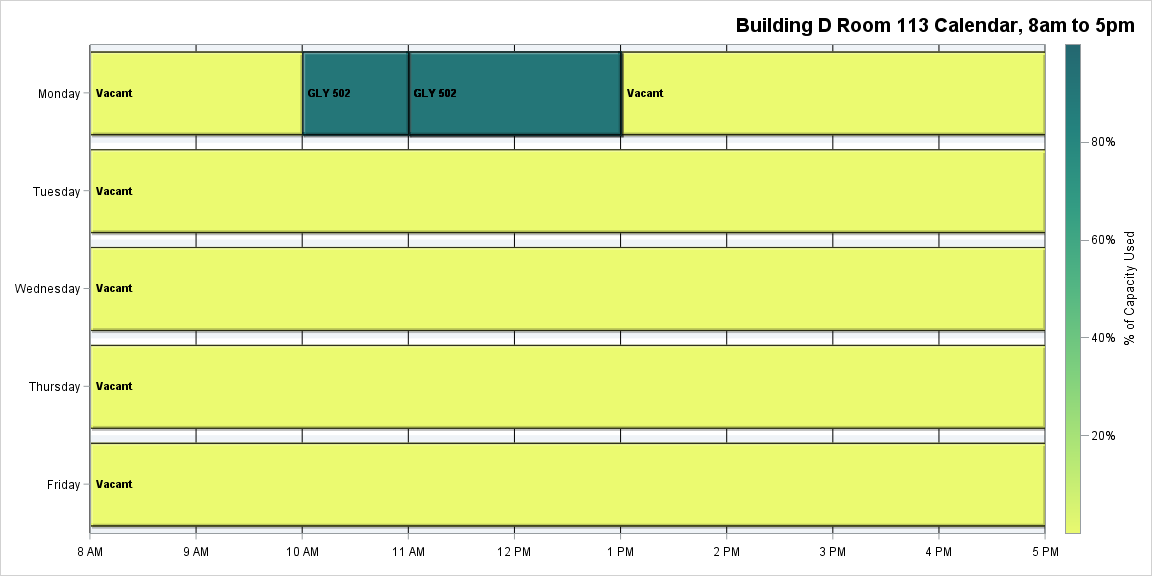 Building D Room 113 Calendar, 8am to 5pm
Monday
Vacant
GLY 502
GLY 502
Vacant
Tuesday
Vacant
Wednesday
Vacant
Thursday
Vacant
Friday
Vacant
8 AM
9 AM
10 AM
11 AM
12 PM
1 PM
2 PM
3 PM
4 PM
5 PM
80%
60%
40%
20%
% of Capacity Used